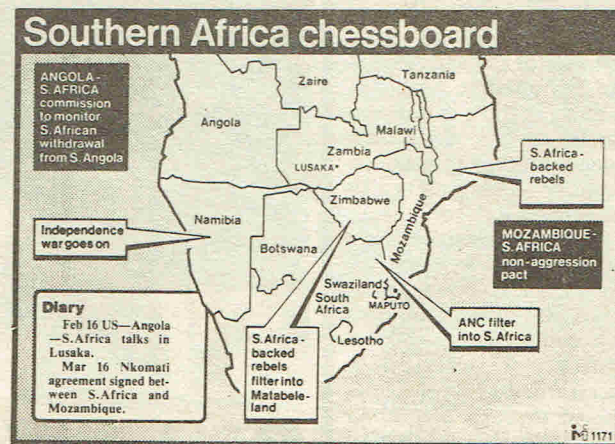 Southern Africa chessboard
ANGOLA -
S. AFRICA
commission
to monitor
S. African
withdrawal
from S. Angola
Zaire
Tanzania
Angola
Malawi
Zambia
LUSAKA
S. Africa-
backed
rebels
Zimbabwe
Namibia
Mozambique
Independence
war goes on
Botswana
MOZAMBIQUE-
S. AFRICA
non-aggression
pact
Swaziland
South
Africa
MAPUTO
Lesotho
Diary
Feb 16 US—Angola
—S. Africa talks in
Lusaka.
Mar 16 Nkomati
agreement signed bet-
ween S. Africa and
Mozambique.
S. Africa-
backed
rebels
filter into
Matabele-
land
ANC filter
into S. Africa
1171